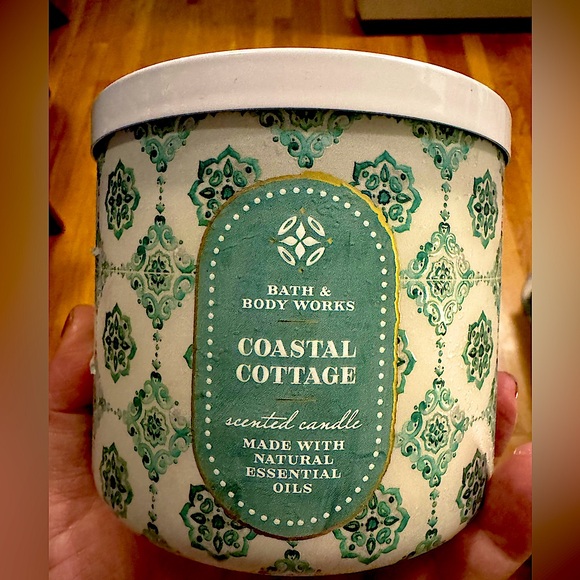 BATH &
BODY WORKS
COASTAL
COTTAGE
scented candle
MADE WITH
NATURAL
ESSENTIAL
OILS